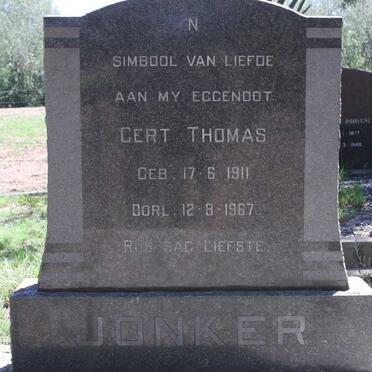 N
SIMBOOL VAN LIEFDE
AAN MY EGGENOOT
GERT THOMAS
GEB. 17-6 1911
OORL. 12-9-1967
RUS SAG LIEFSTE
JONKER